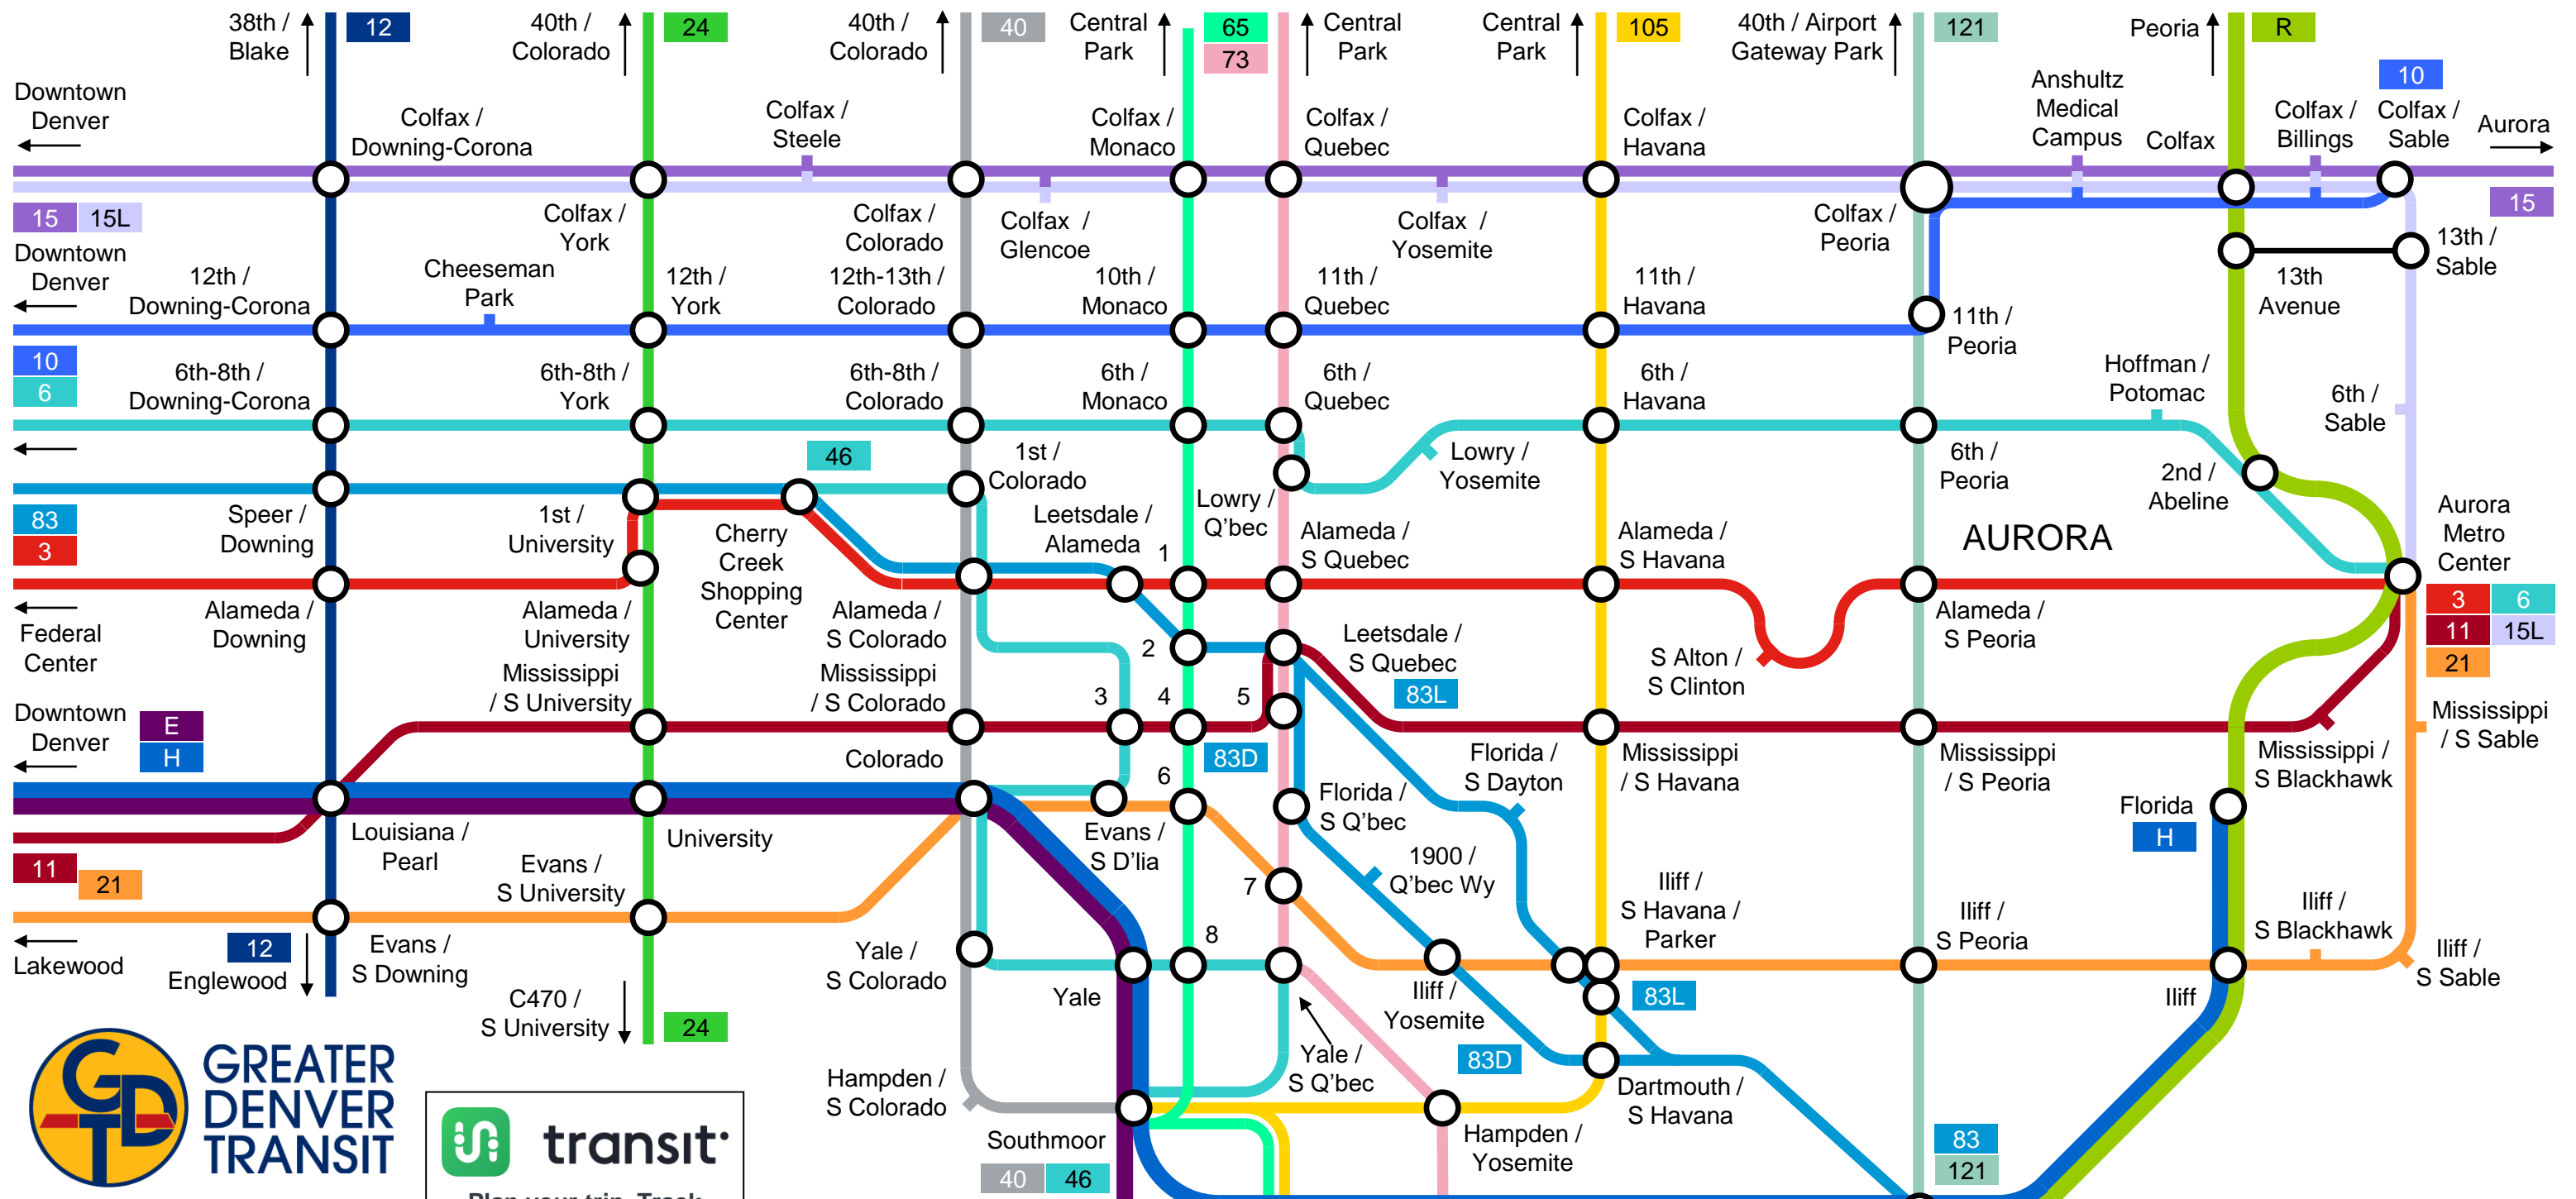 38th /
Blake
12
40th /
Colorado
24
40th /
Colorado
40
Central
Park
65
73
Central
Park
Central
Park
105
40th / Airport
Gateway Park
121
Peoria
R
10
Downtown
Denver
Colfax /
Downing-Corona
Colfax /
Steele
Colfax /
Monaco
Colfax /
Quebec
Colfax /
Havana
Anshultz
Medical
Campus
Colfax
Colfax /
Billings
Colfax /
Sable
Aurora
15
15L
Colfax /
York
Colfax /
Colorado
Colfax /
Glencoe
Colfax /
Yosemite
Colfax /
Peoria
15
Downtown
Denver
12th /
Downing-Corona
Cheeseman
Park
12th /
York
12th-13th /
Colorado
10th /
Monaco
11th /
Quebec
11th /
Havana
11th /
Peoria
13th
Avenue
13th /
Sable
10
6
6th-8th /
Downing-Corona
6th-8th /
York
6th-8th /
Colorado
6th /
Monaco
6th /
Quebec
6th /
Havana
Hoffman /
Potomac
6th /
Sable
46
1st /
Colorado
Lowry /
Q'bec
Lowry /
Yosemite
6th /
Peoria
2nd /
Abeline
83
3
Speer /
Downing
1st /
University
Cherry
Creek
Shopping
Center
Leetsdale /
Alameda
1
Alameda /
S Quebec
Alameda /
S Havana
AURORA
Aurora
Metro
Center
3
6
11
15L
21
Federal
Center
Alameda /
Downing
Alameda /
University
Alameda /
S Colorado
2
Leetsdale /
S Quebec
83L
S Alton /
S Clinton
Alameda /
S Peoria
Downtown
Denver
E
H
Mississippi
/ S University
Mississippi
/ S Colorado
3
4
5
83D
Florida /
S Dayton
Mississippi
/ S Havana
Mississippi
/ S Peoria
Mississippi /
S Blackhawk
Mississippi
/ S Sable
Colorado
6
Louisiana /
Pearl
University
Evans /
S D'lia
Florida /
S Q'bec
Florida
H
11
21
Evans /
S University
7
1900 /
Q'bec Wy
Iliff /
S Havana /
Parker
Iliff /
S Peoria
Iliff /
S Blackhawk
Iliff /
S Sable
Lakewood
12
Englewood
Evans /
S Downing
C470 /
S University
24
Yale /
S Colorado
Yale
8
Yale /
S Q'bec
Iliff /
Yosemite
83L
Iliff
83D
Dartmouth /
S Havana
Hampden /
S Colorado
Southmoor
40
46
Hampden /
Yosemite
83
121
GDT
GREATER
DENVER
TRANSIT
transit
Plan your trip. Track